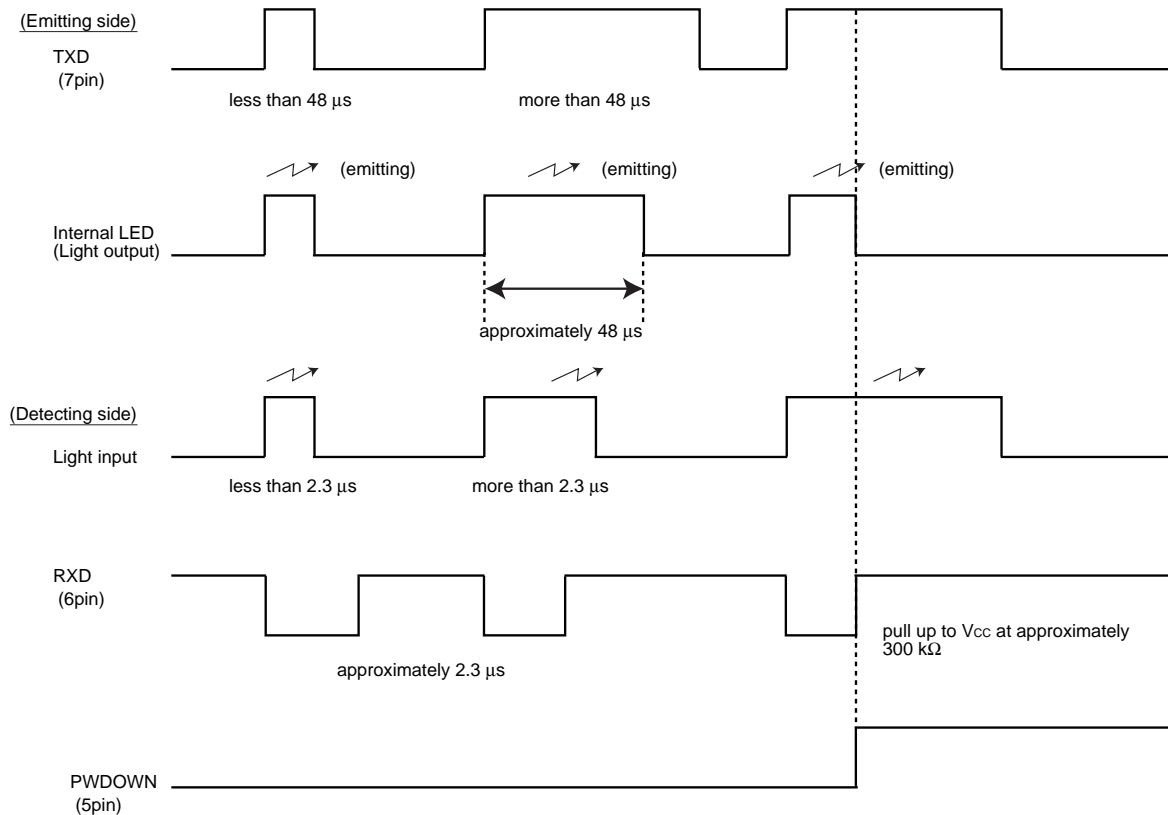 (Emitting side)
TXD
(7pin)
less than 48 μs
more than 48 μs
(emitting)
(emitting)
(emitting)
Internal LED
(Light output)
approximately 48 μs
(Detecting side)
Light input
less than 2.3 μs
more than 2.3 μs
RXD
(6pin)
approximately 2.3 μs
pull up to VCC at approximately
300 kΩ
PWDOWN
(5pin)